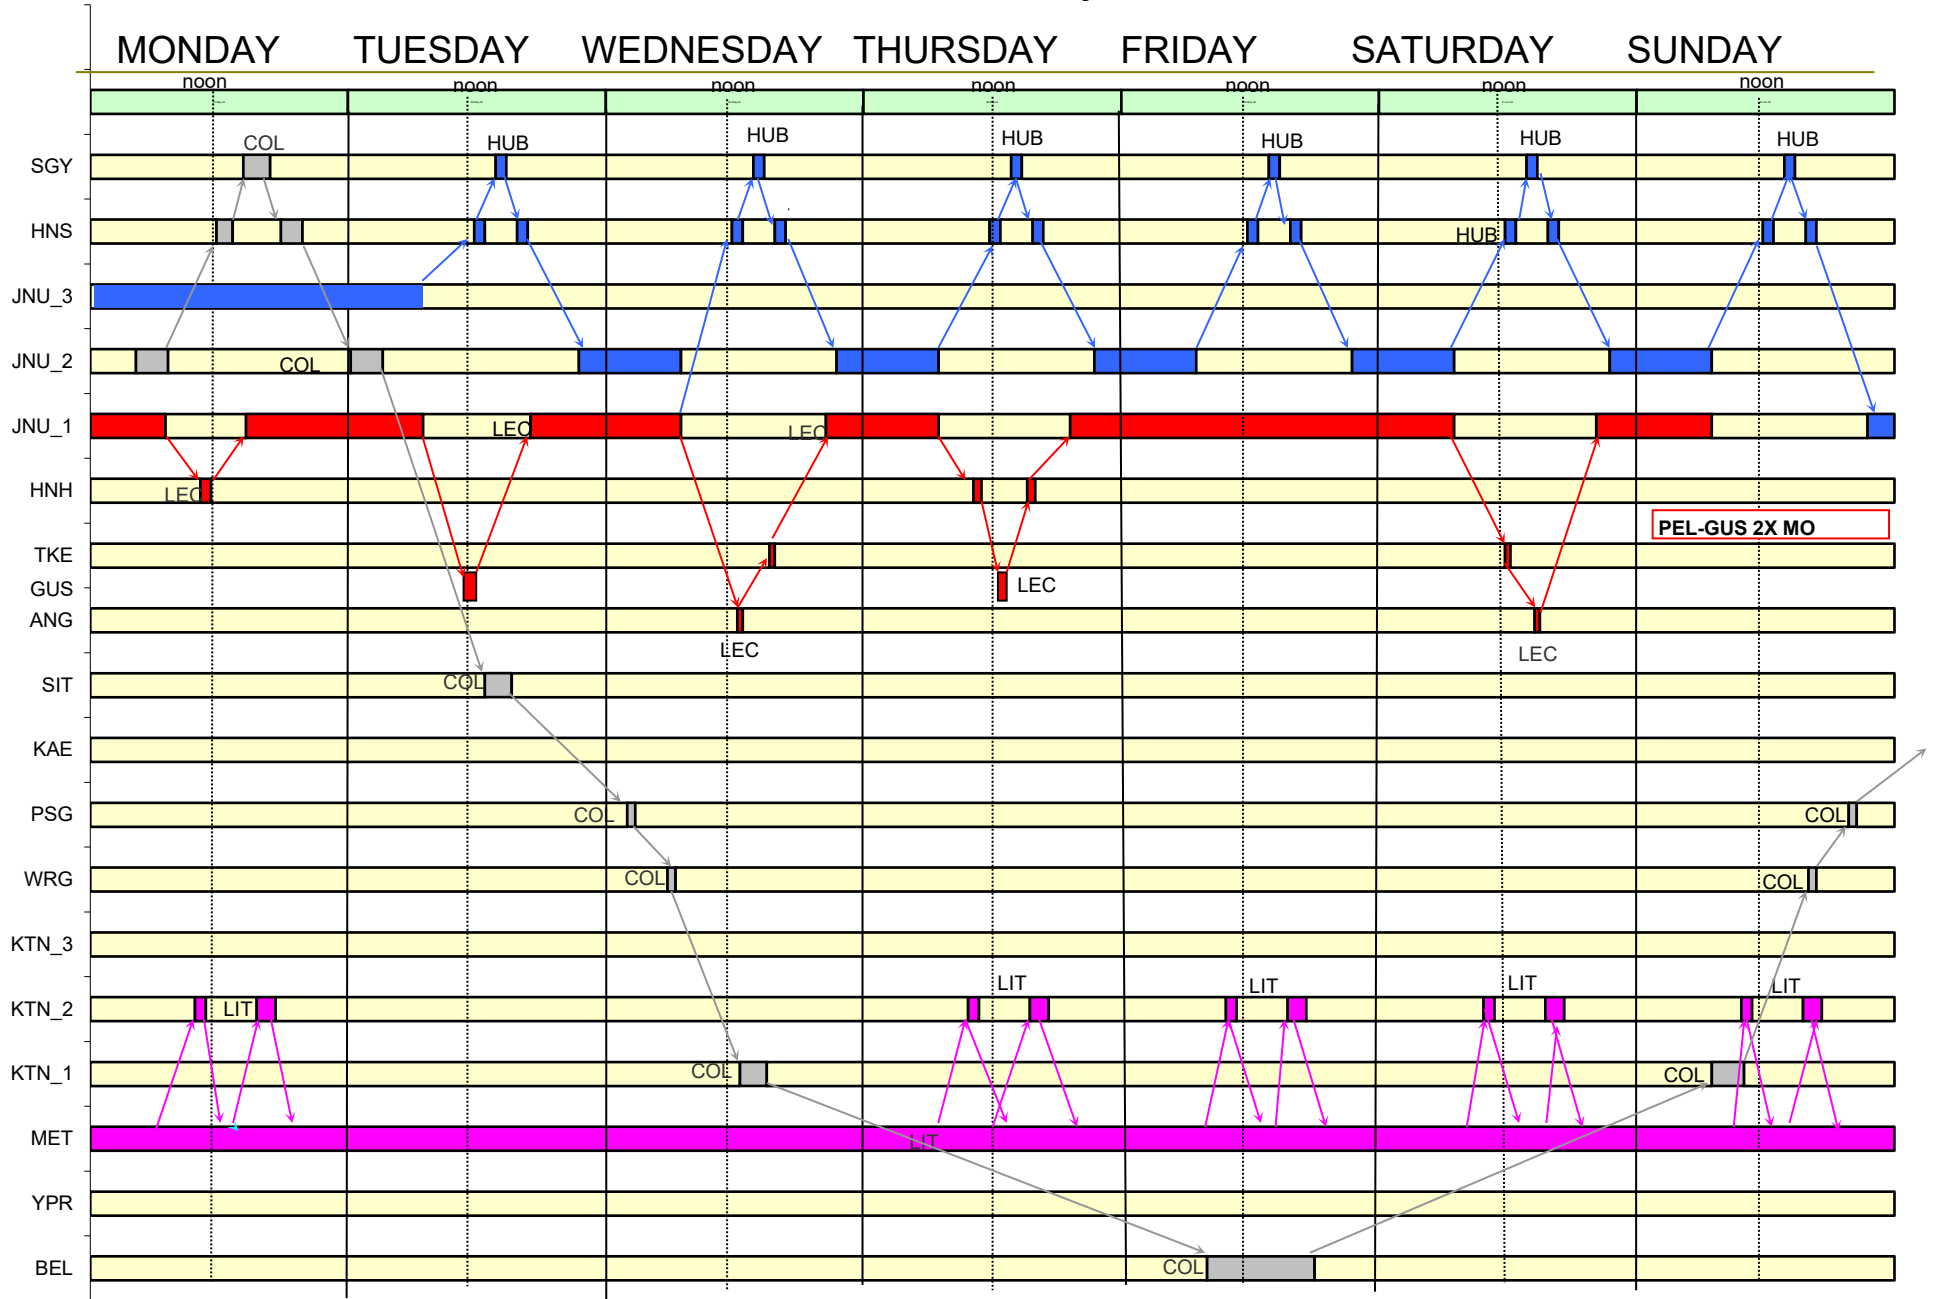 MONDAY TUESDAY WEDNESDAY THURSDAY FRIDAY SATURDAY SUNDAY
noon noon noon noon noon noon noon
COL HUB HUB HUB HUB HUB HUB
SGY
HNS HUB
JNU_3
JNU_2 COL
JNU_1 LEC LEC
HNH LEC
PEL-GUS 2X MO
TKE
GUS LEC
ANG
LEC LEC
SIT COL
KAE
PSG COL COL
WRG COL COL
KTN_3
LIT LIT LIT LIT
KTN_2 LIT
KTN_1 COL COL
MET LIT
YPR
BEL COL